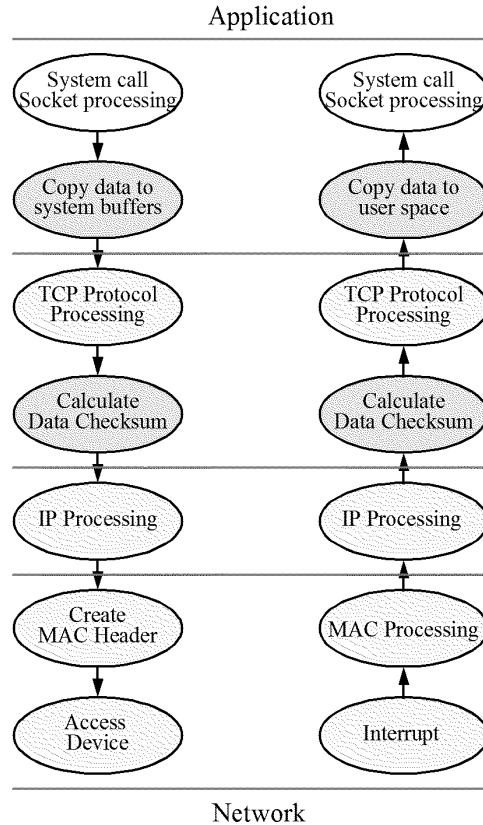 Application
System call
Socket processing
System call
Socket processing
Copy data to
system buffers
Copy data to
user space
TCP Protocol
Processing
TCP Protocol
Processing
Calculate
Data Checksum
Calculate
Data Checksum
IP Processing
IP Processing
Create
MAC Header
MAC Processing
Access
Device
Interrupt
Network